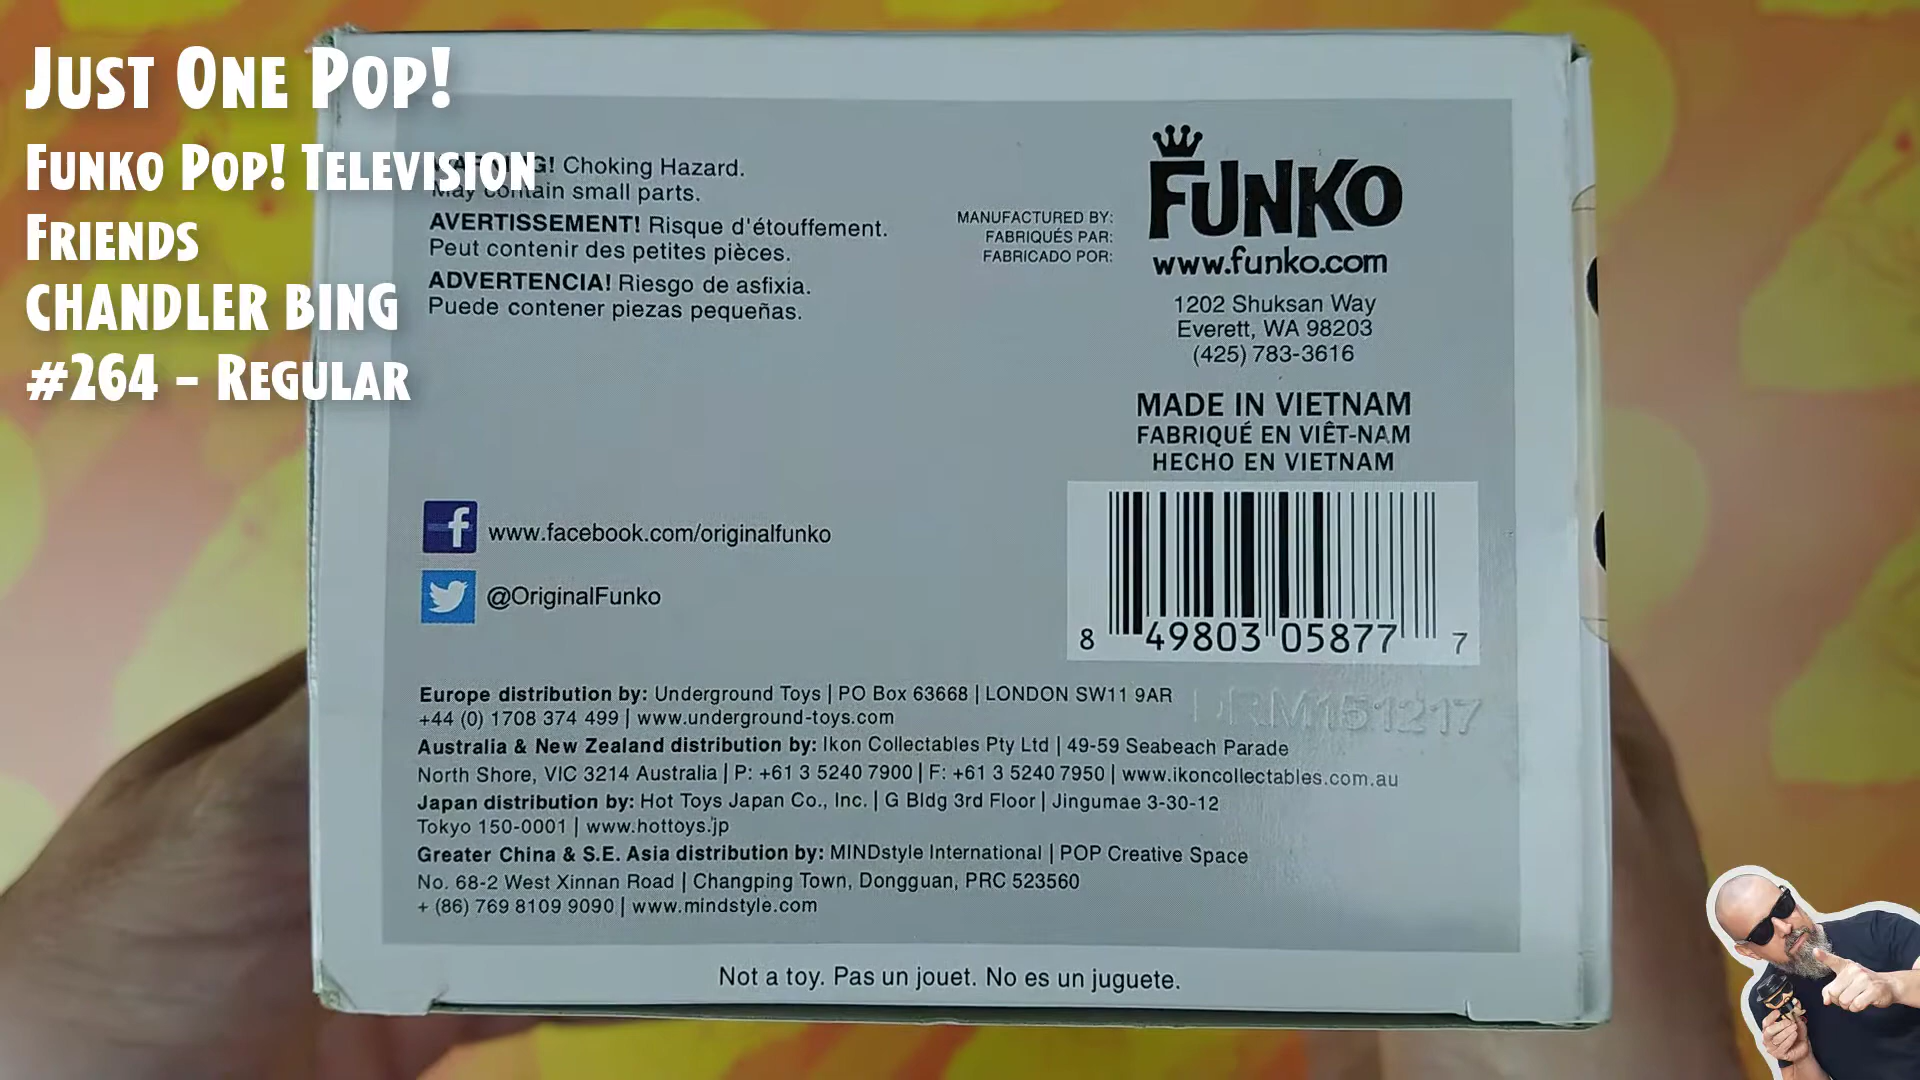 Just One Pop!
Funko Pop! Television
Friends
CHANDLER BING
#264 - Regular
WARNING! Choking Hazard.
May contain small parts.
AVERTISSEMENT! Risque d'étouffement.
Peut contenir des petites pièces.
ADVERTENCIA! Riesgo de asfixia.
Puede contener piezas pequeñas.
MANUFACTURED BY:
FABRIQUÉS PAR:
FABRICADO POR:
FUNKO
www.funko.com
1202 Shuksan Way
Everett, WA 98203
(425) 783-3616
MADE IN VIETNAM
FABRIQUÉ EN VIÊT-NAM
HECHO EN VIETNAM
www.facebook.com/originalfunko
@OriginalFunko
8 49803 05877 7
Europe distribution by: Underground Toys | PO Box 63668 | LONDON SW11 9AR
+44 (0) 1708 374 499 | www.underground-toys.com
DRM151217
Australia & New Zealand distribution by: Ikon Collectables Pty Ltd | 49-59 Seabeach Parade
North Shore, VIC 3214 Australia | P: +61 3 5240 7900 | F: +61 3 5240 7950 | www.ikoncollectables.com.au
Japan distribution by: Hot Toys Japan Co., Inc. | G Bldg 3rd Floor | Jingumae 3-30-12
Tokyo 150-0001 | www.hottoys.jp
Greater China & S.E. Asia distribution by: MINDstyle International | POP Creative Space
No. 68-2 West Xinnan Road | Changping Town, Dongguan, PRC 523560
+ (86) 769 8109 9090 | www.mindstyle.com
Not a toy. Pas un jouet. No es un juguete.